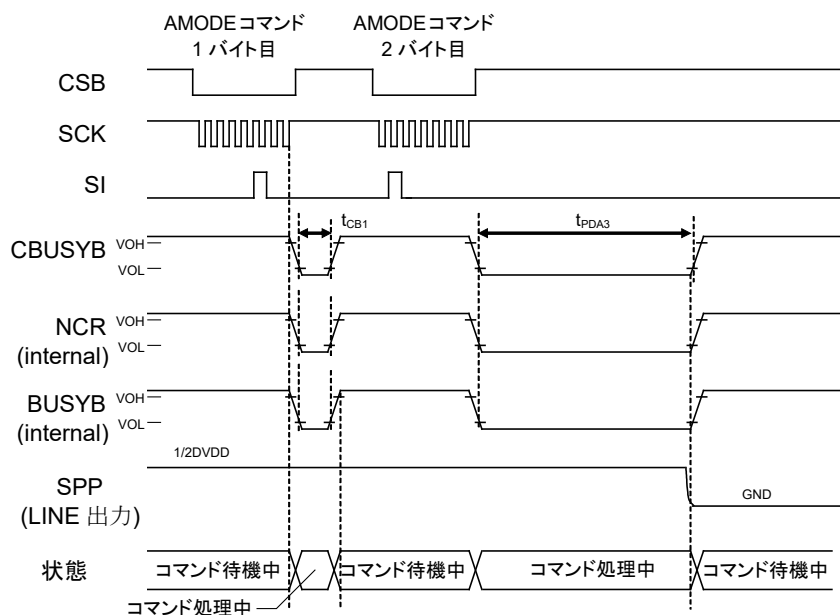 AMODEコマンド AMODEコマンド
1 バイト目 2 バイト目
CSB
SCK
SI
tCB1 tPDA3
CBUSYB VOH
VOL
NCR VOH
(internal) VOL
BUSYB VOH
(internal) VOL
1/2DVDD
SPP GND
(LINE 出力)
状態 コマンド待機中 コマンド待機中 コマンド処理中 コマンド待機中
コマンド処理中